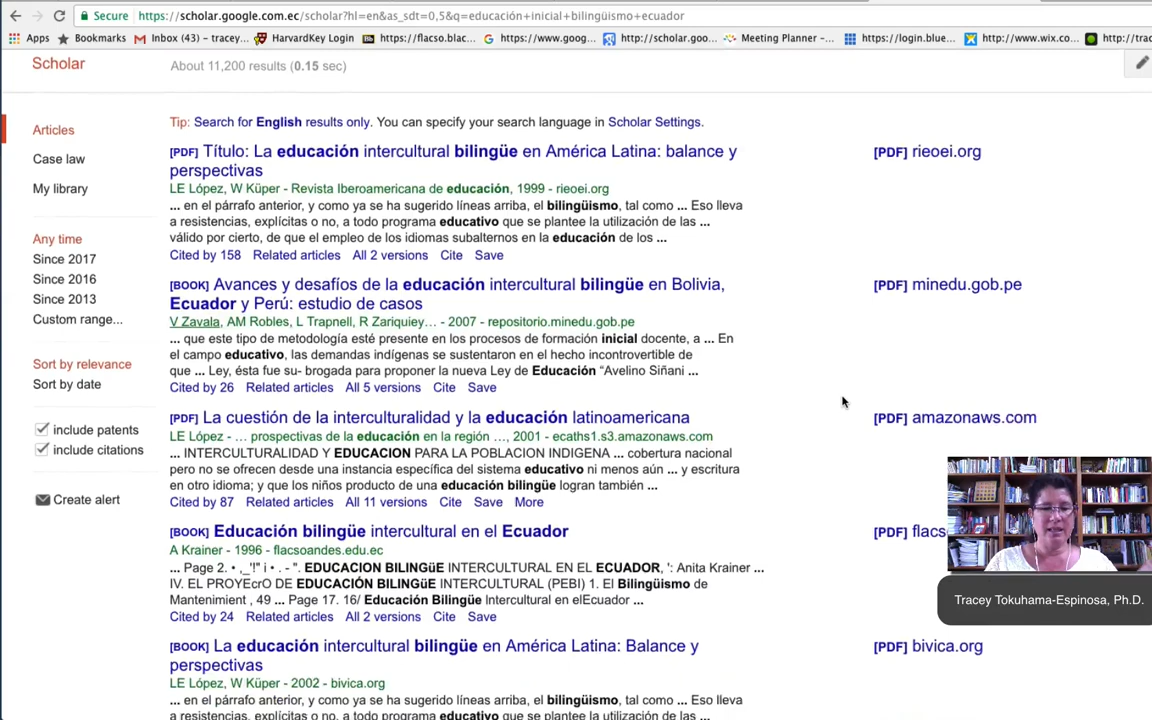 Secure https://scholar.google.com.ec/scholar?hl=en&as_sdt=0,5&q=educación+inicial+bilingüismo+ecuador
Apps Bookmarks Inbox (43) - tracey... HarvardKey Login https://flacso.blac... https://www.goog... http://scholar.goo... Meeting Planner -... https://login.blue... http://www.wix.co... http://trac
Scholar About 11,200 results (0.15 sec)
Tip: Search for English results only. You can specify your search language in Scholar Settings.
Articles
Case law
My library
Any time
Since 2017
Since 2016
Since 2013
Custom range...
Sort by relevance
Sort by date
include patents
include citations
Create alert
[PDF] Título: La educación intercultural bilingüe en América Latina: balance y
perspectivas
LE López, W Küper - Revista Iberoamericana de educación, 1999 - rieoei.org
... en el párrafo anterior, y como ya se ha sugerido líneas arriba, el bilingüismo, tal como ... Eso lleva
a resistencias, explícitas o no, a todo programa educativo que se plantee la utilización de las ...
válido por cierto, de que el empleo de los idiomas subalternos en la educación de los ...
Cited by 158 Related articles All 2 versions Cite Save
[PDF] rieoei.org
[BOOK] Avances y desafíos de la educación intercultural bilingüe en Bolivia,
Ecuador y Perú: estudio de casos
V Zavala, AM Robles, L Trapnell, R Zariquiey… - 2007 - repositorio.minedu.gob.pe
... que este tipo de metodología esté presente en los procesos de formación inicial docente, a ... En
el campo educativo, las demandas indígenas se sustentaron en el hecho incontrovertible de
que ... Ley, ésta fue su- brogada para proponer la nueva Ley de Educación “Avelino Siñani ...
Cited by 26 Related articles All 5 versions Cite Save
[PDF] minedu.gob.pe
[PDF] La cuestión de la interculturalidad y la educación latinoamericana
LE López - … prospectivas de la educación en la región …, 2001 - ecaths1.s3.amazonaws.com
... INTERCULTURALIDAD Y EDUCACION PARA LA POBLACION INDIGENA ... cobertura nacional
pero no se ofrecen desde una instancia específica del sistema educativo ni menos aún ... y escritura
en otro idioma; y que los niños producto de una educación bilingüe logran también ...
Cited by 87 Related articles All 11 versions Cite Save More
[PDF] amazonaws.com
[BOOK] Educación bilingüe intercultural en el Ecuador
A Krainer - 1996 - flacsoandes.edu.ec
... Page 2. • ,_'!" i • . - ". EDUCACION BILINGüE INTERCULTURAL EN EL ECUADOR, ': Anita Krainer ...
IV. EL PROYEcrO DE EDUCACIÓN BILINGüE INTERCULTURAL (PEBI) 1. El Bilingüismo de
Mantenimient , 49 ... Page 17. 16/ Educación Bilingüe Intercultural en elEcuador ...
Cited by 24 Related articles All 2 versions Cite Save
[PDF] flacs
[BOOK] La educación intercultural bilingüe en América Latina: Balance y
perspectivas
LE López, W Küper - 2002 - bivica.org
... en el párrafo anterior, y como ya se ha sugerido líneas arriba, el bilingüismo, tal como ... Eso lleva
a resistencias, explícitas o no, a todo programa educativo que se plantee la utilización de las ...
[PDF] bivica.org
Tracey Tokuhama-Espinosa, Ph.D.